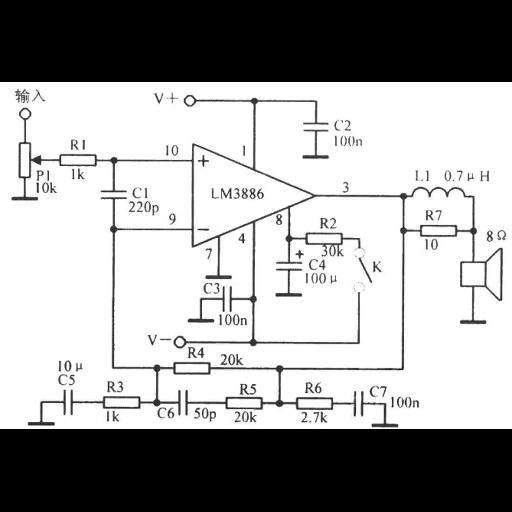 输入
V+
C2
100n
R1
1k
P1
10k
C1
220p
10
+
1
LM3886
3
9
−
7
4
8
L1 0.7μH
R7
10
8Ω
R2
30k
+
C4
100μ
K
C3
100n
V−
R4
20k
10μ
C5
R3
1k
C6
50p
R5
20k
R6
2.7k
C7
100n